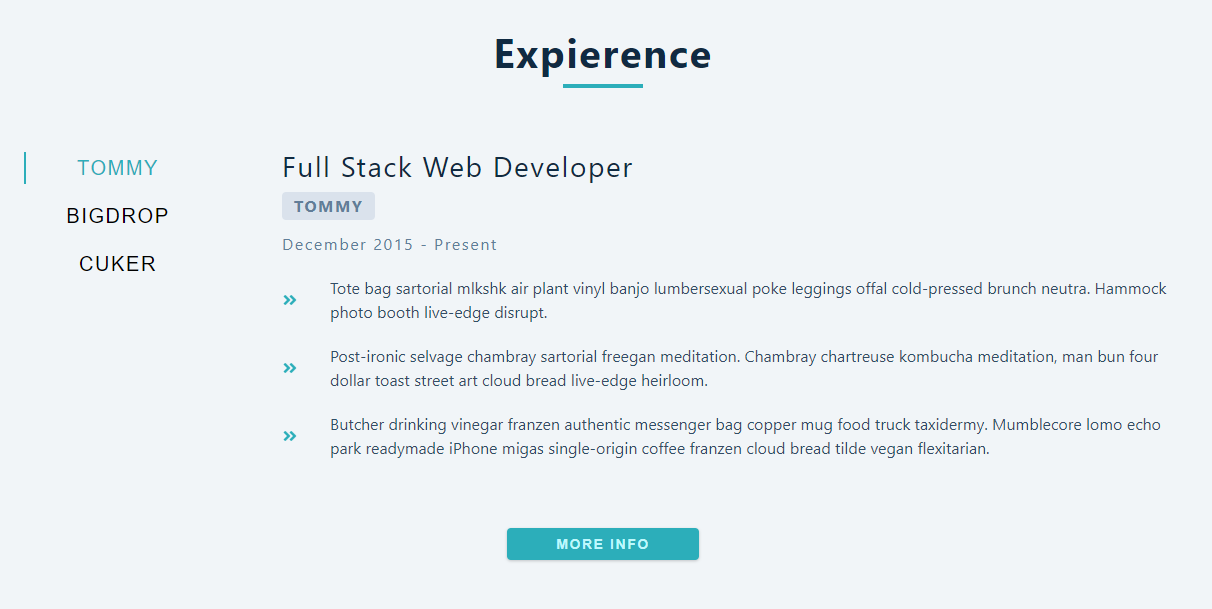 Expierence
TOMMY
BIGDROP
CUKER
Full Stack Web Developer
TOMMY
December 2015 - Present
Tote bag sartorial mlkshk air plant vinyl banjo lumbersexual poke leggings offal cold-pressed brunch neutra. Hammock
photo booth live-edge disrupt.
Post-ironic selvage chambray sartorial freegan meditation. Chambray chartreuse kombucha meditation, man bun four
dollar toast street art cloud bread live-edge heirloom.
Butcher drinking vinegar franzen authentic messenger bag copper mug food truck taxidermy. Mumblecore lomo echo
park readymade iPhone migas single-origin coffee franzen cloud bread tilde vegan flexitarian.
MORE INFO